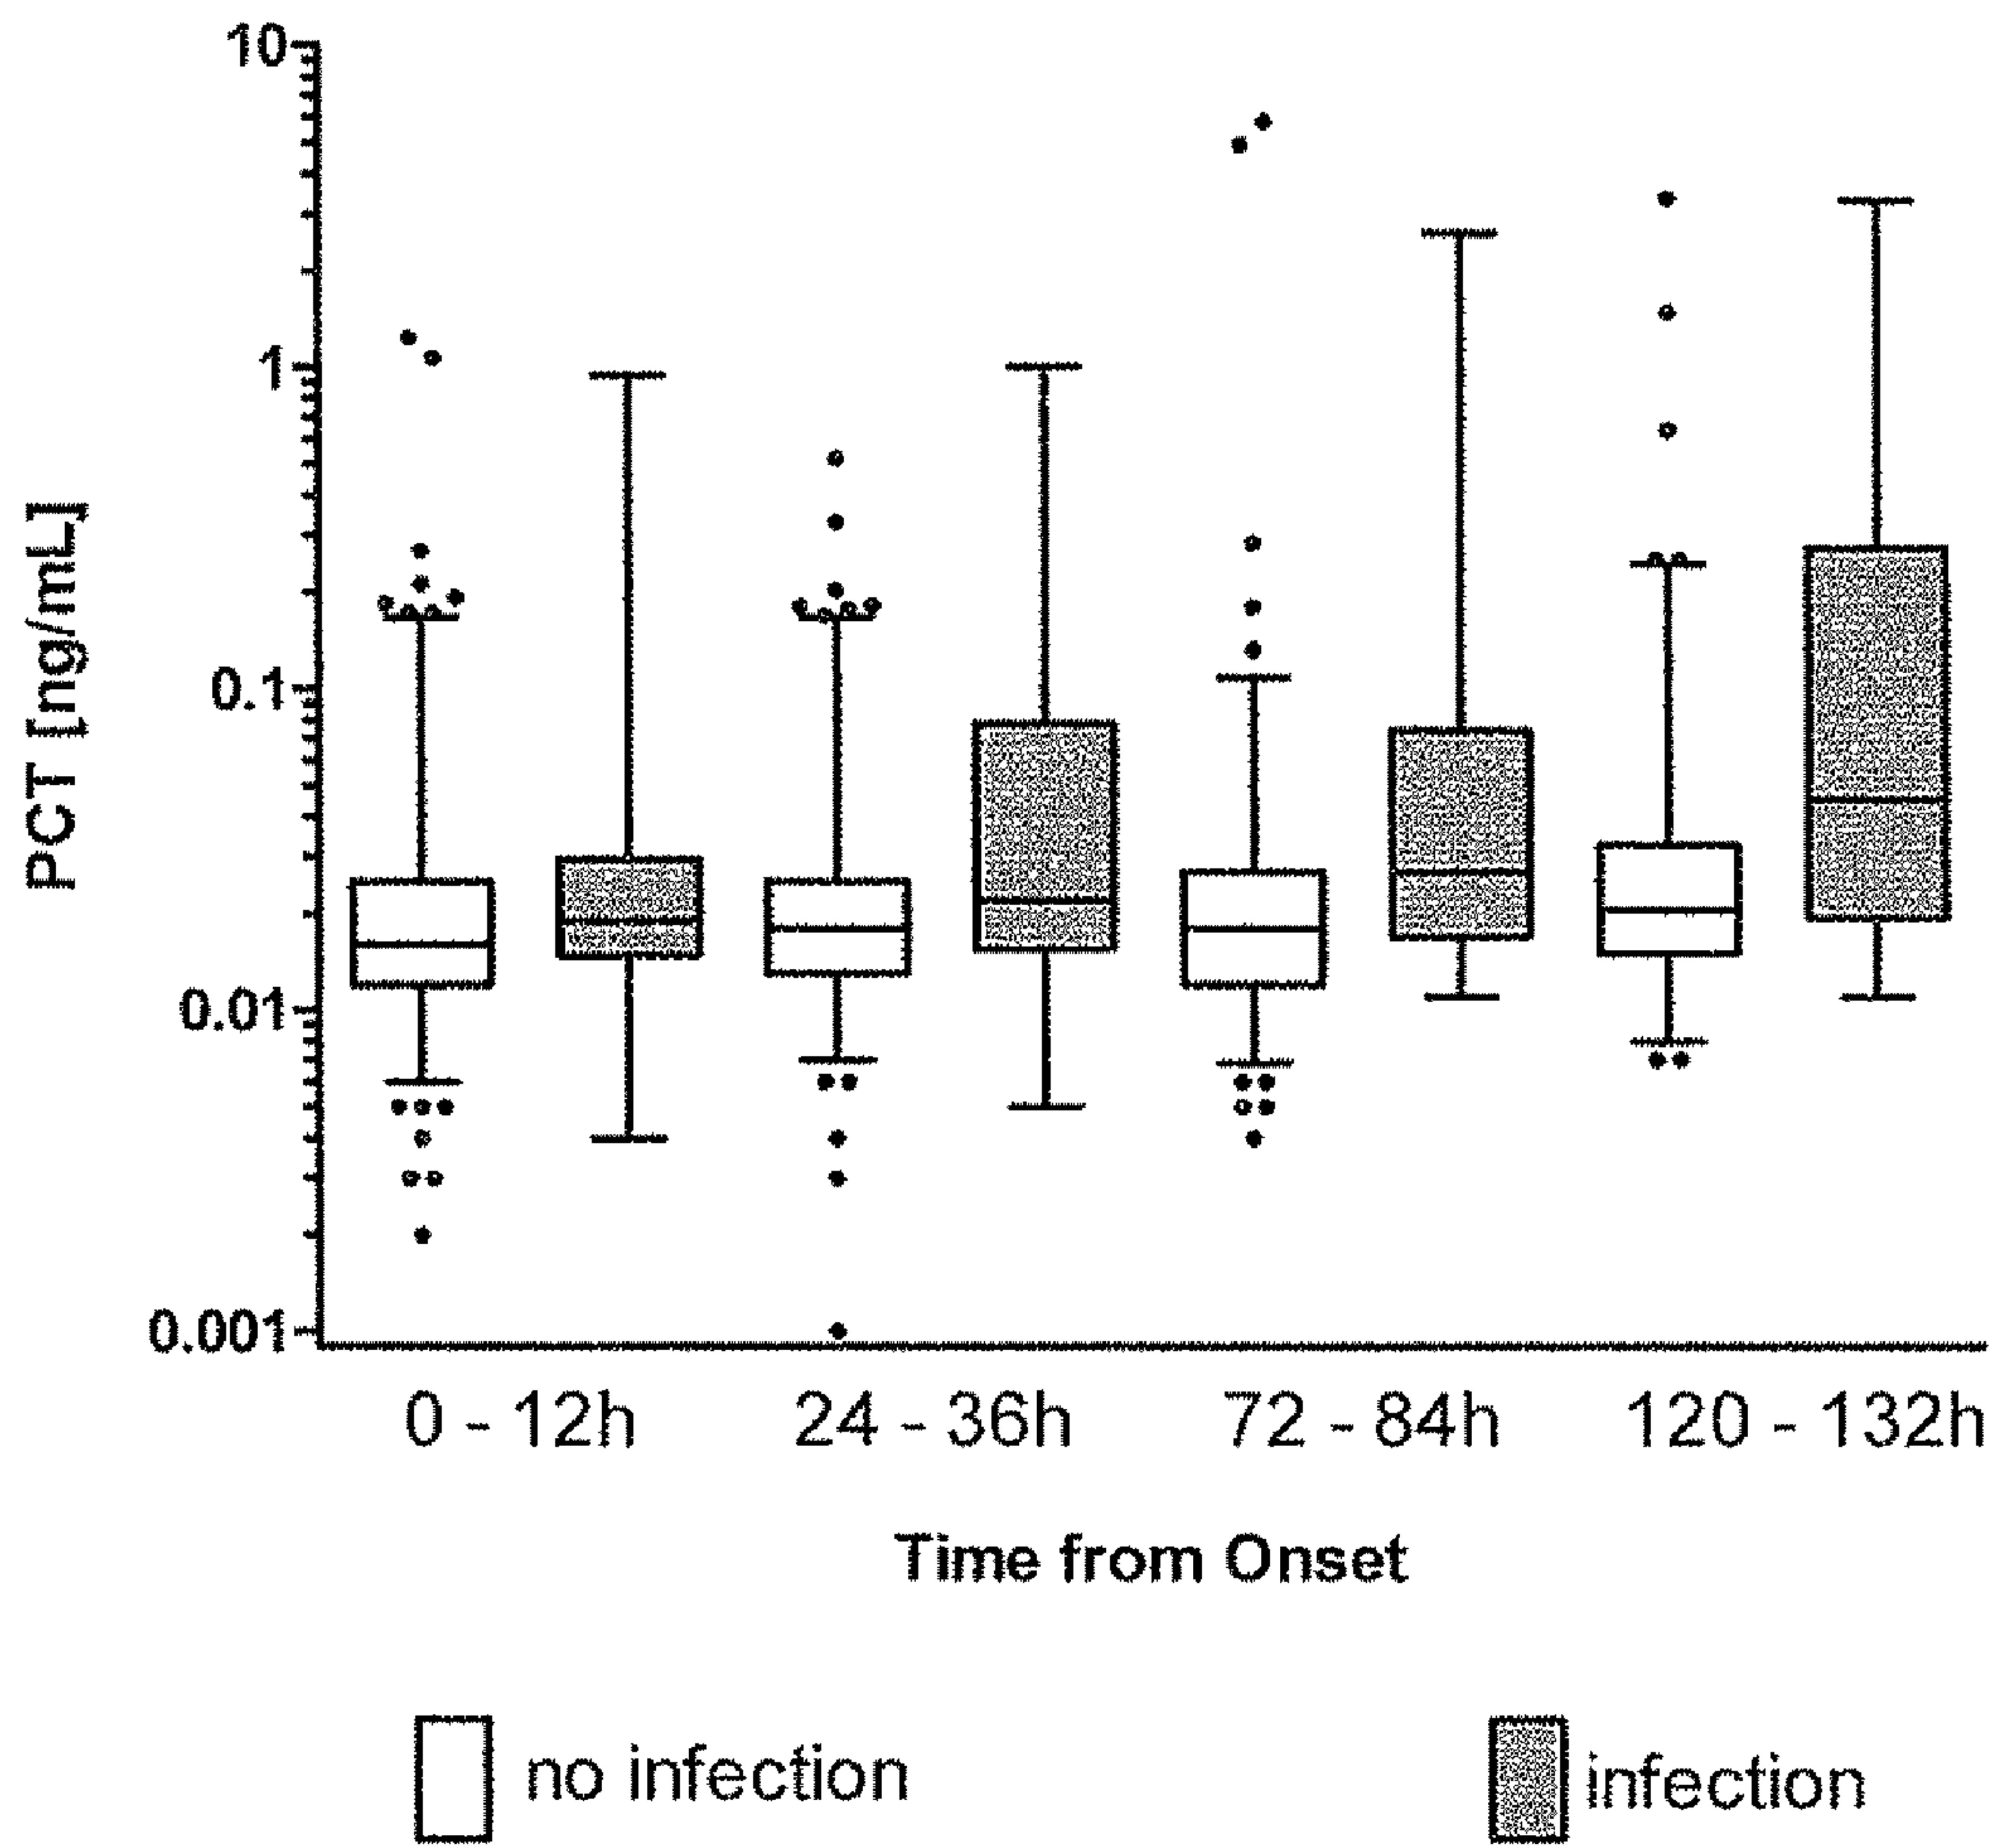 10
1
0.1
0.01
0.001
PCT [ng/mL]
0 - 12h
24 - 36h
72 - 84h
120 - 132h
Time from Onset
no infection
infection